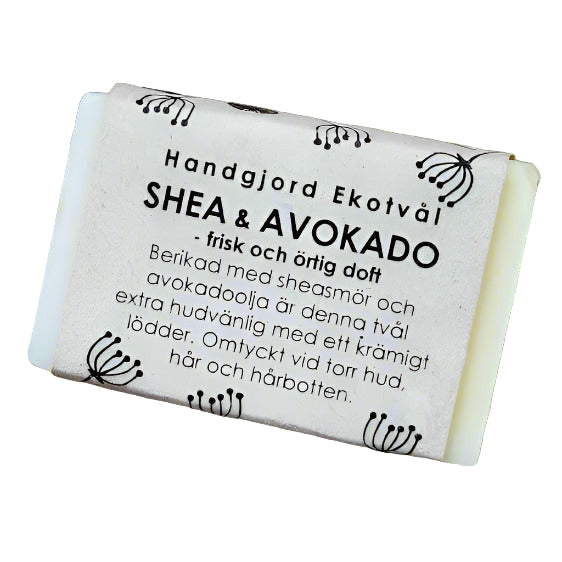 Handgjord Ekotvål
SHEA & AVOKADO
- frisk och örtig doft
Berikad med sheasmör och
avokadoolja är denna tvål
extra hudvänlig med ett krämigt
lödder. Omtyckt vid torr hud,
hår och hårbotten.